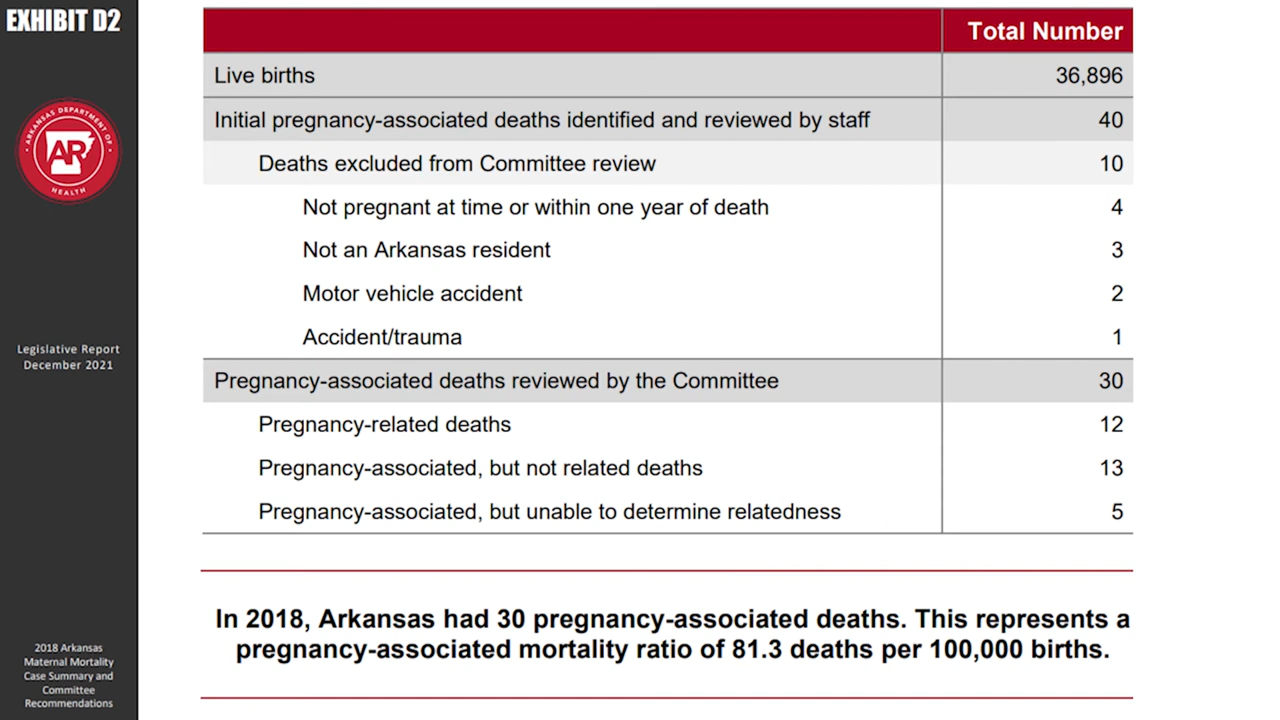 EXHIBIT D2
ARKANSAS DEPARTMENT OF
AR
HEALTH
Legislative Report
December 2021
2018 Arkansas
Maternal Mortality
Case Summary and
Committee
Recommendations
Total Number
Live births 36,896
Initial pregnancy-associated deaths identified and reviewed by staff 40
Deaths excluded from Committee review 10
Not pregnant at time or within one year of death 4
Not an Arkansas resident 3
Motor vehicle accident 2
Accident/trauma 1
Pregnancy-associated deaths reviewed by the Committee 30
Pregnancy-related deaths 12
Pregnancy-associated, but not related deaths 13
Pregnancy-associated, but unable to determine relatedness 5
In 2018, Arkansas had 30 pregnancy-associated deaths. This represents a
pregnancy-associated mortality ratio of 81.3 deaths per 100,000 births.